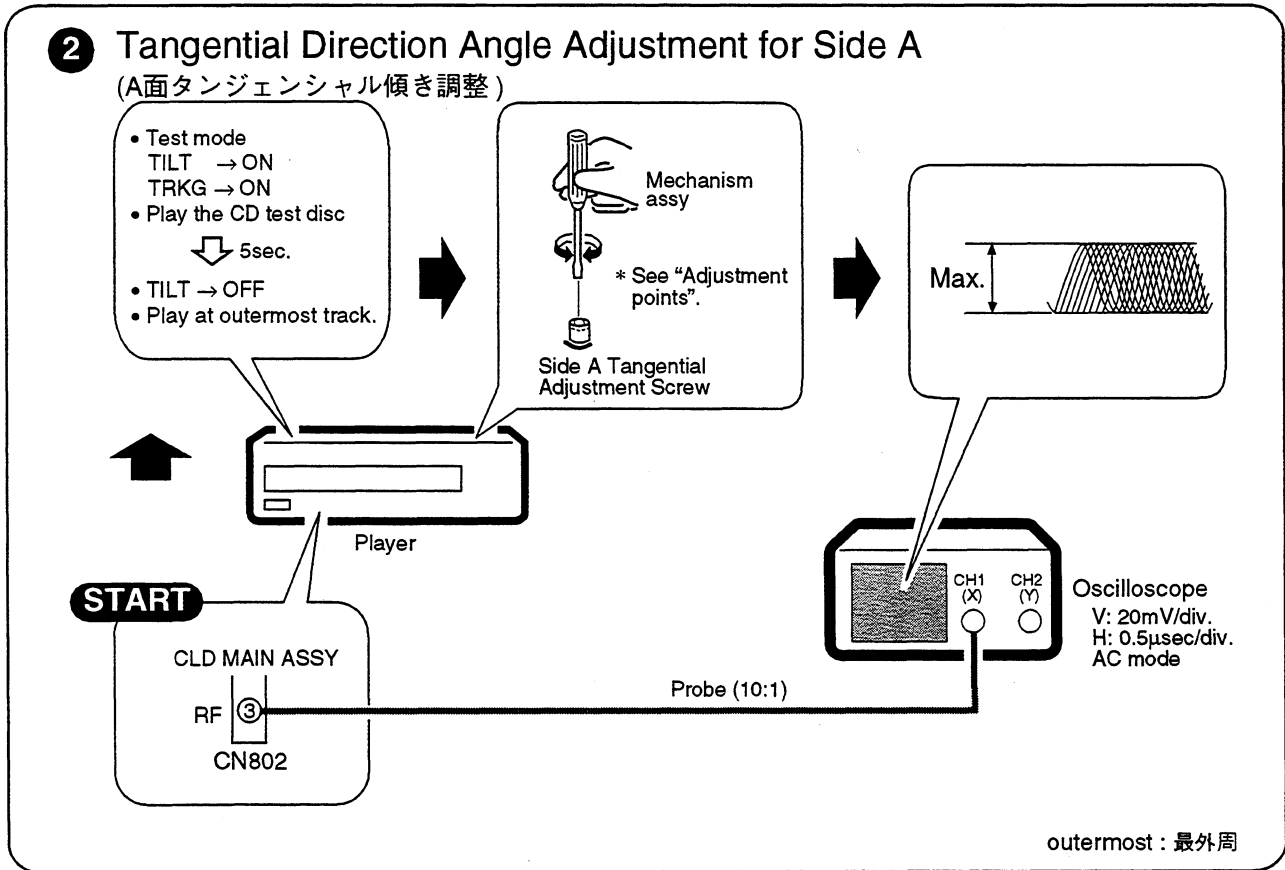 2 Tangential Direction Angle Adjustment for Side A
(A面タンジェンシャル傾き調整)
• Test mode
TILT → ON
TRKG → ON
• Play the CD test disc
5sec.
• TILT → OFF
• Play at outermost track.
Mechanism
assy
* See “Adjustment
points”.
Side A Tangential
Adjustment Screw
Max.
Player
START
CLD MAIN ASSY
RF ③
CN802
Probe (10:1)
CH1
(X)
CH2
(Y)
Oscilloscope
V: 20mV/div.
H: 0.5μsec/div.
AC mode
outermost : 最外周